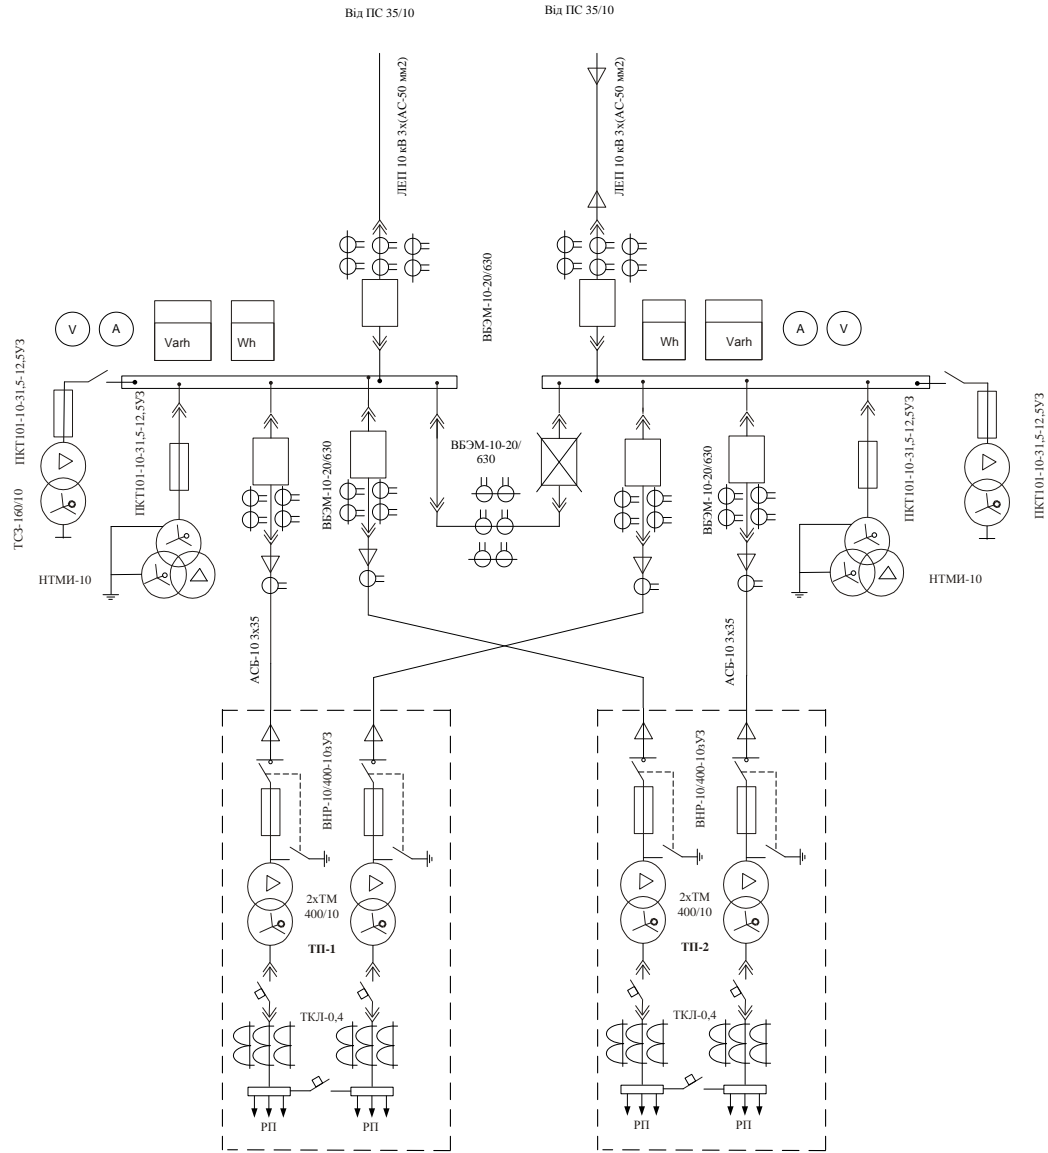 Від ПС 35/10
Від ПС 35/10
ЛЕП 10 кВ 3х(АС-50 мм2)
ЛЕП 10 кВ 3х(АС-50 мм2)
ВБЭМ-10-20/630
V
A
Varh
Wh
Wh
Varh
A
V
ПКТ101-10-31,5-12,5УЗ
ПКТ101-10-31,5-12,5УЗ
ВБЭМ-10-20/630
ВБЭМ-10-20/
630
ВБЭМ-10-20/630
ПКТ101-10-31,5-12,5УЗ
ПКТ101-10-31,5-12,5УЗ
ТСЗ-160/10
НТМИ-10
НТМИ-10
АСБ-10 3х35
АСБ-10 3х35
ВНР-10/400-10зУЗ
ВНР-10/400-10зУЗ
2хТМ
400/10
ТП-1
2хТМ
400/10
ТП-2
ТКЛ-0,4
ТКЛ-0,4
РП
РП
РП
РП